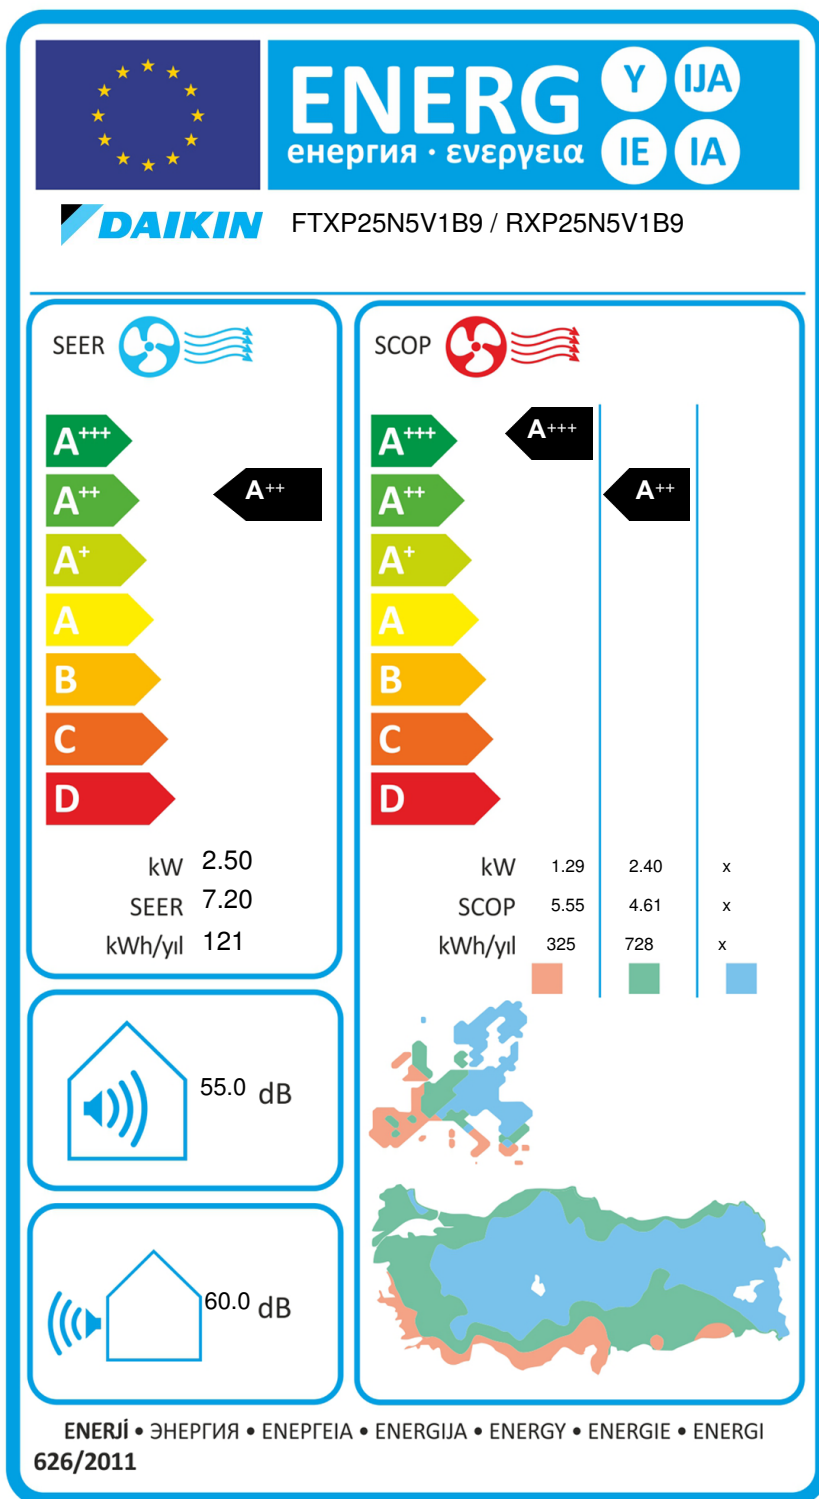 ENERG Y IJA
енергия · ενεργεια IE IA
DAIKIN FTXP25N5V1B9 / RXP25N5V1B9
SEER
A+++
A++ A++
A+
A
B
C
D
kW 2.50
SEER 7.20
kWh/yıl 121
SCOP
A+++ A+++
A++ A++
A+
A
B
C
D
kW 1.29 2.40 x
SCOP 5.55 4.61 x
kWh/yıl 325 728 x
55.0 dB
60.0 dB
ENERJİ • ЭНЕРГИЯ • ΕΝΕΡΓΕΙΑ • ENERGIJA • ENERGY • ENERGIE • ENERGI
626/2011